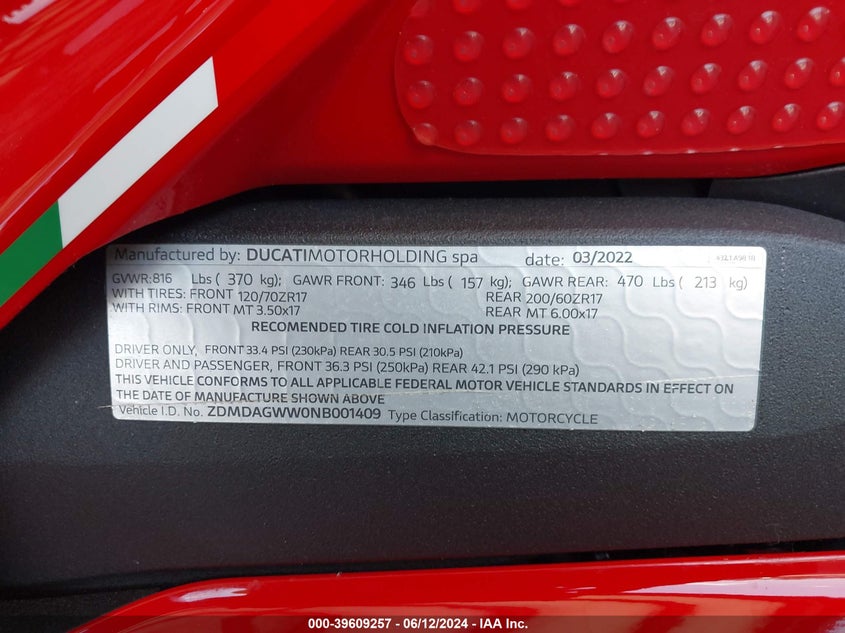 Manufactured by: DUCATIMOTORHOLDING spa date: 03/2022
GVWR:816 Lbs ( 370 kg); GAWR FRONT: 346 Lbs ( 157 kg); GAWR REAR: 470 Lbs ( 213 kg)
WITH TIRES: FRONT 120/70ZR17 REAR 200/60ZR17
WITH RIMS: FRONT MT 3.50x17 REAR MT 6.00x17
RECOMENDED TIRE COLD INFLATION PRESSURE
DRIVER ONLY, FRONT 33.4 PSI (230kPa) REAR 30.5 PSI (210kPa)
DRIVER AND PASSENGER, FRONT 36.3 PSI (250kPa) REAR 42.1 PSI (290 kPa)
THIS VEHICLE CONFORMS TO ALL APPLICABLE FEDERAL MOTOR VEHICLE STANDARDS IN EFFECT ON
THE DATE OF MANUFACTURE SHOWN ABOVE
Vehicle I.D. No. ZDMDAGWW0NB001409 Type Classification: MOTORCYCLE
000-39609257 - 06/12/2024 - IAA Inc.